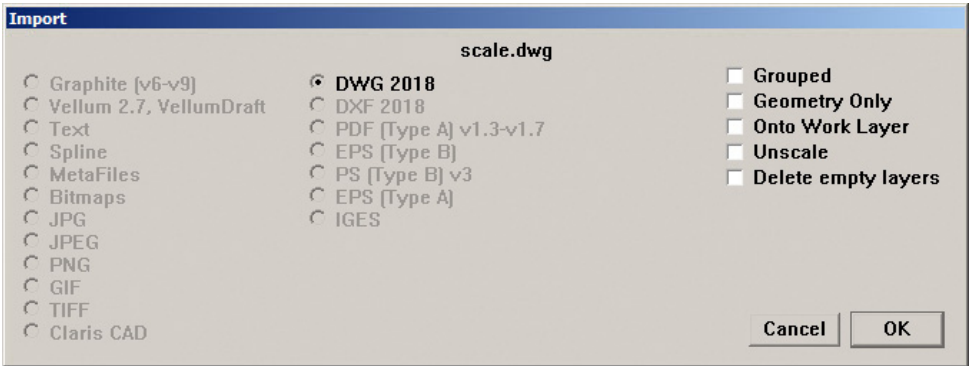 Import
scale.dwg
Graphite (v6-v9)
Vellum 2.7, VellumDraft
Text
Spline
MetaFiles
Bitmaps
JPG
JPEG
PNG
GIF
TIFF
Claris CAD
DWG 2018
DXF 2018
PDF (Type A) v1.3-v1.7
EPS (Type B)
PS (Type B) v3
EPS (Type A)
IGES
Grouped
Geometry Only
Onto Work Layer
Unscale
Delete empty layers
Cancel
OK